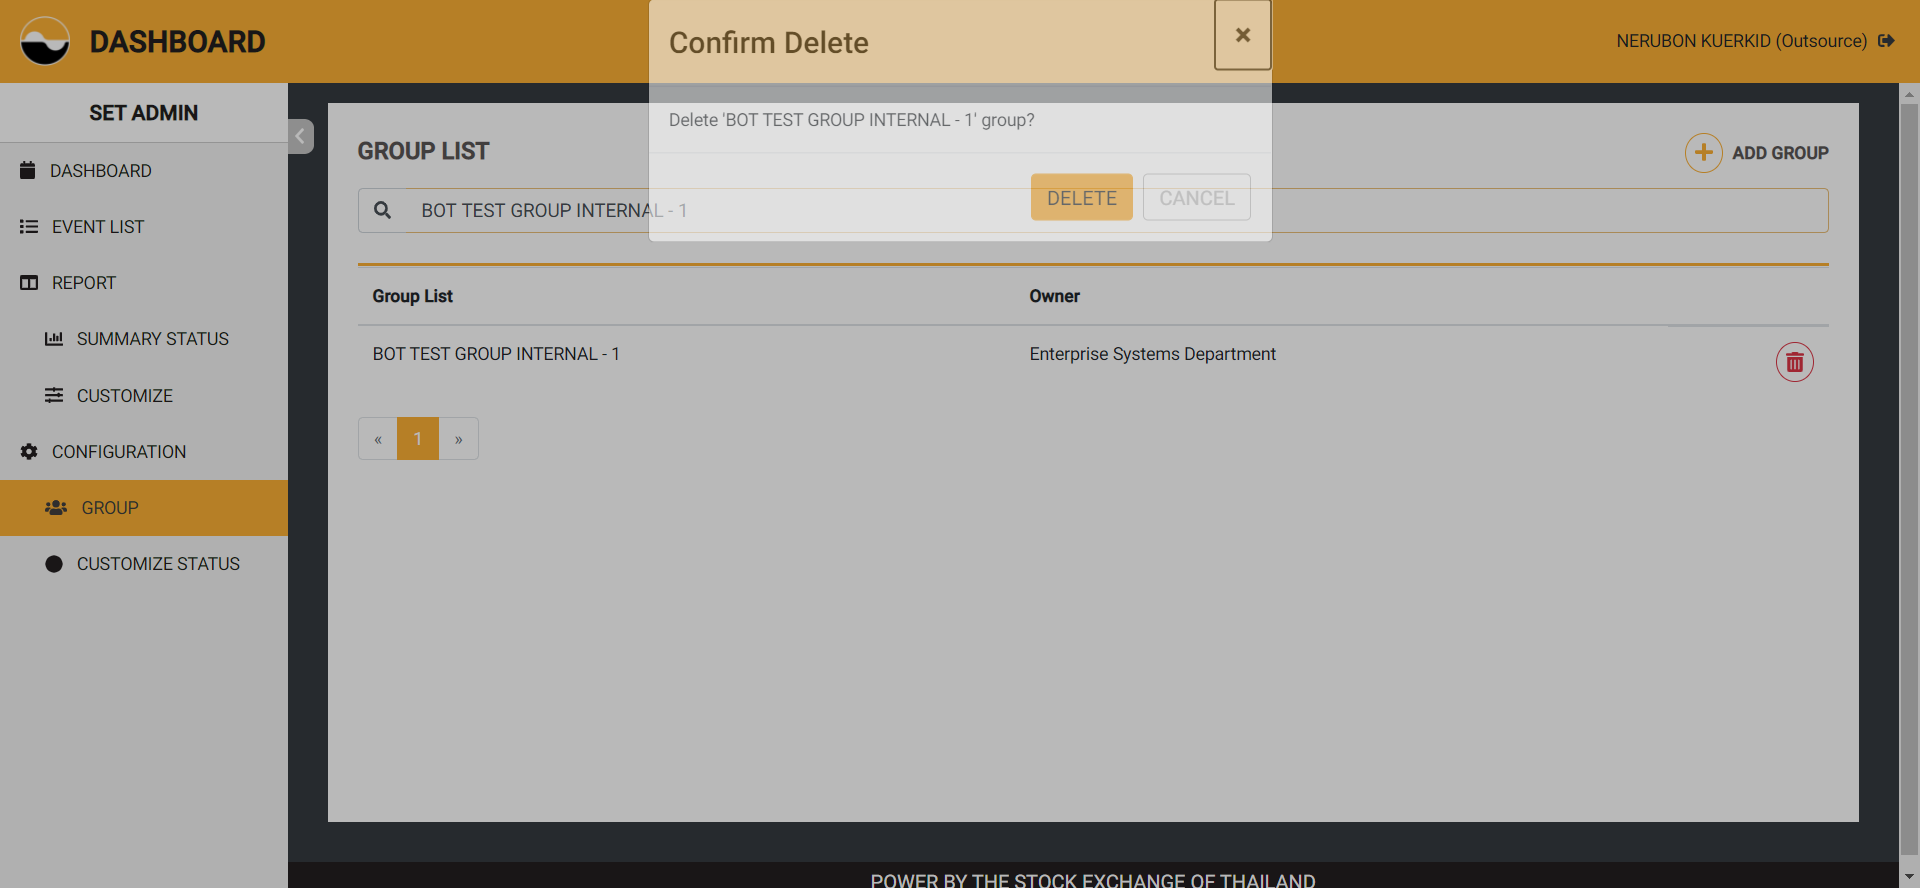 DASHBOARD
Confirm Delete
×
NERUBON KUERKID (Outsource)
SET ADMIN
Delete 'BOT TEST GROUP INTERNAL - 1' group?
DELETE
CANCEL
DASHBOARD
EVENT LIST
REPORT
SUMMARY STATUS
CUSTOMIZE
CONFIGURATION
GROUP
CUSTOMIZE STATUS
GROUP LIST
ADD GROUP
BOT TEST GROUP INTERNAL - 1
Group List Owner
BOT TEST GROUP INTERNAL - 1 Enterprise Systems Department
« 1 »
POWER BY THE STOCK EXCHANGE OF THAILAND